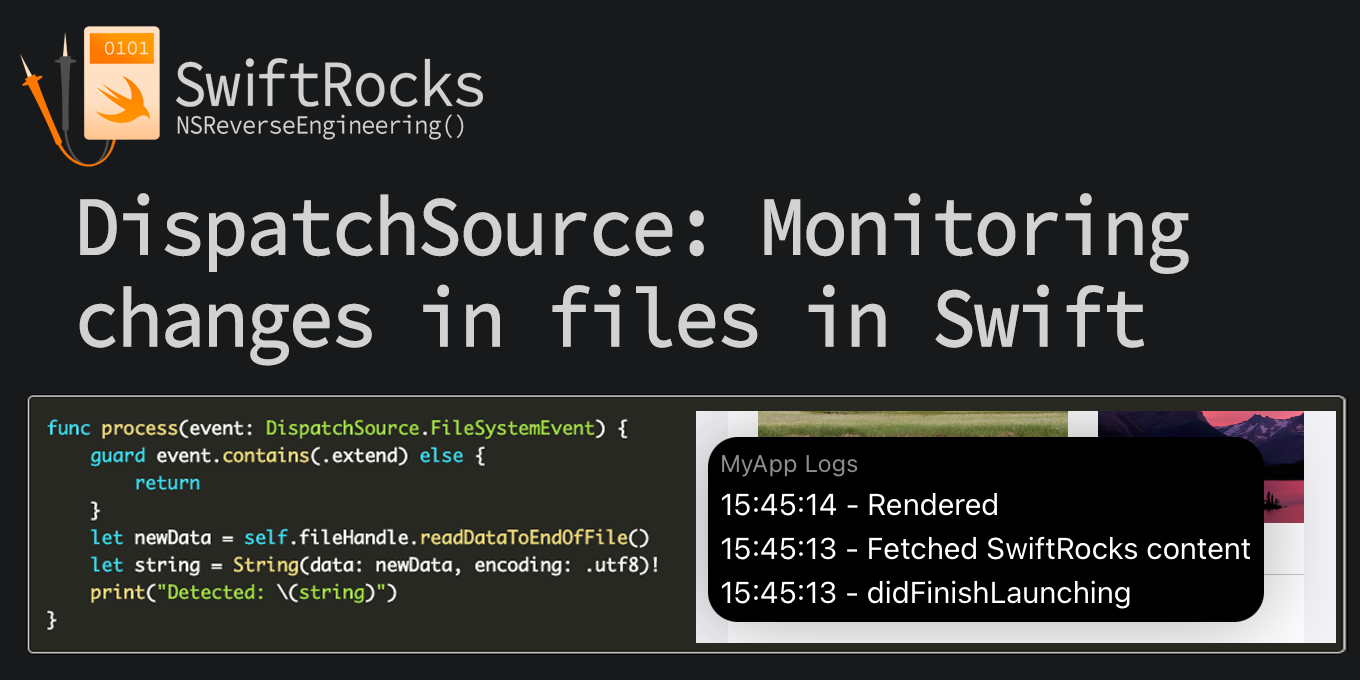 0101
SwiftRocks
NSReverseEngineering()
DispatchSource: Monitoring
changes in files in Swift
func process(event: DispatchSource.FileSystemEvent) {
    guard event.contains(.extend) else {
        return
    }
    let newData = self.fileHandle.readDataToEndOfFile()
    let string = String(data: newData, encoding: .utf8)!
    print("Detected: \(string)")
}
MyApp Logs
15:45:14 - Rendered
15:45:13 - Fetched SwiftRocks content
15:45:13 - didFinishLaunching